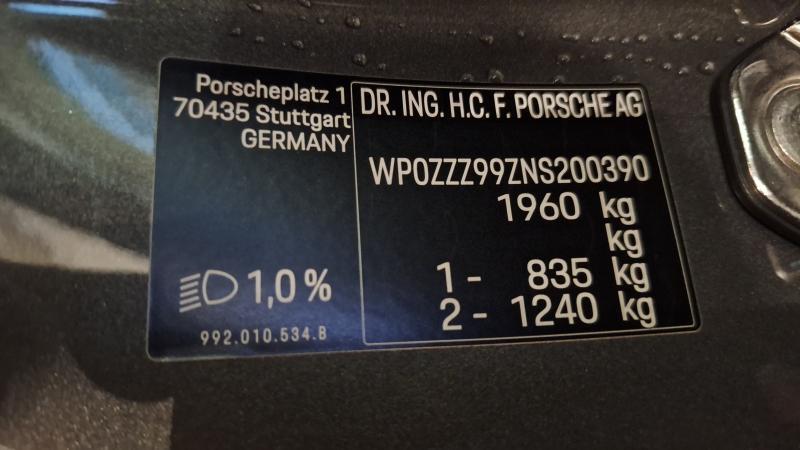 Porscheplatz 1
70435 Stuttgart
GERMANY
DR. ING. H.C. F. PORSCHE AG
WP0ZZZ99ZNS200390
1960 kg
kg
1 - 835 kg
2 - 1240 kg
1,0 %
992.010.534.B